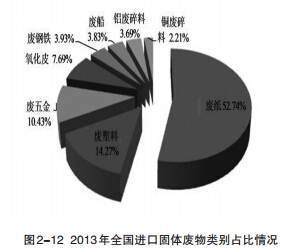 废船
3.83%
铝废碎料
3.69%
铜废碎
料 2.21%
废钢铁 3.93%
氧化皮
7.69%
废五金
10.43%
废塑料
14.27%
废纸52.74%
图2-12 2013年全国进口固体废物类别占比情况